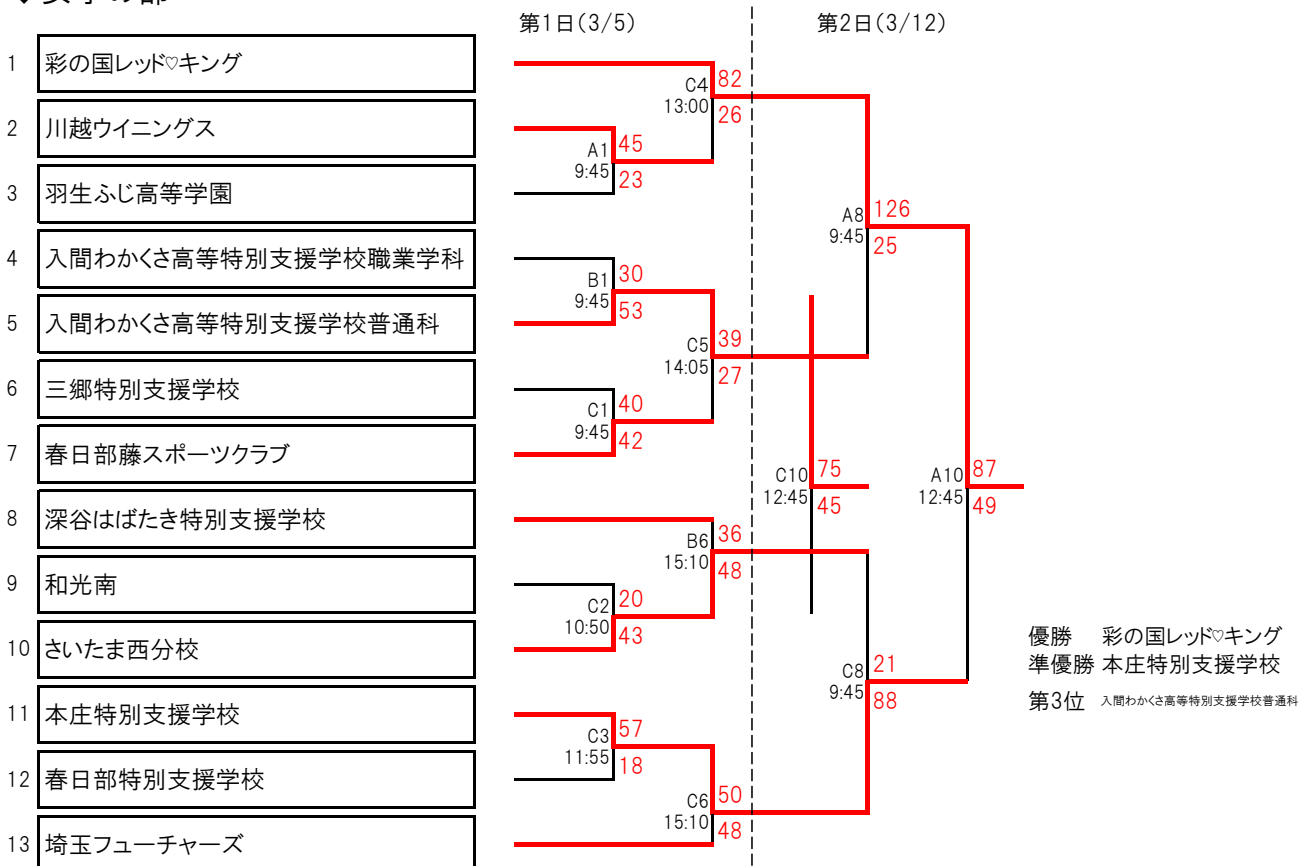 第1日(3/5)
第2日(3/12)
1 彩の国レッド♡キング
2 川越ウイニングス
3 羽生ふじ高等学園
4 入間わかくさ高等特別支援学校職業学科
5 入間わかくさ高等特別支援学校普通科
6 三郷特別支援学校
7 春日部藤スポーツクラブ
8 深谷はばたき特別支援学校
9 和光南
10 さいたま西分校
11 本庄特別支援学校
12 春日部特別支援学校
13 埼玉フューチャーズ
A1
9:45
45
23
B1
9:45
30
53
C1
9:45
40
42
C2
10:50
20
43
C3
11:55
57
18
C4
13:00
82
26
C5
14:05
39
27
B6
15:10
36
48
C6
15:10
50
48
A8
9:45
126
25
C8
9:45
21
88
C10
12:45
75
45
A10
12:45
87
49
優勝 彩の国レッド♡キング
準優勝 本庄特別支援学校
第3位 入間わかくさ高等特別支援学校普通科